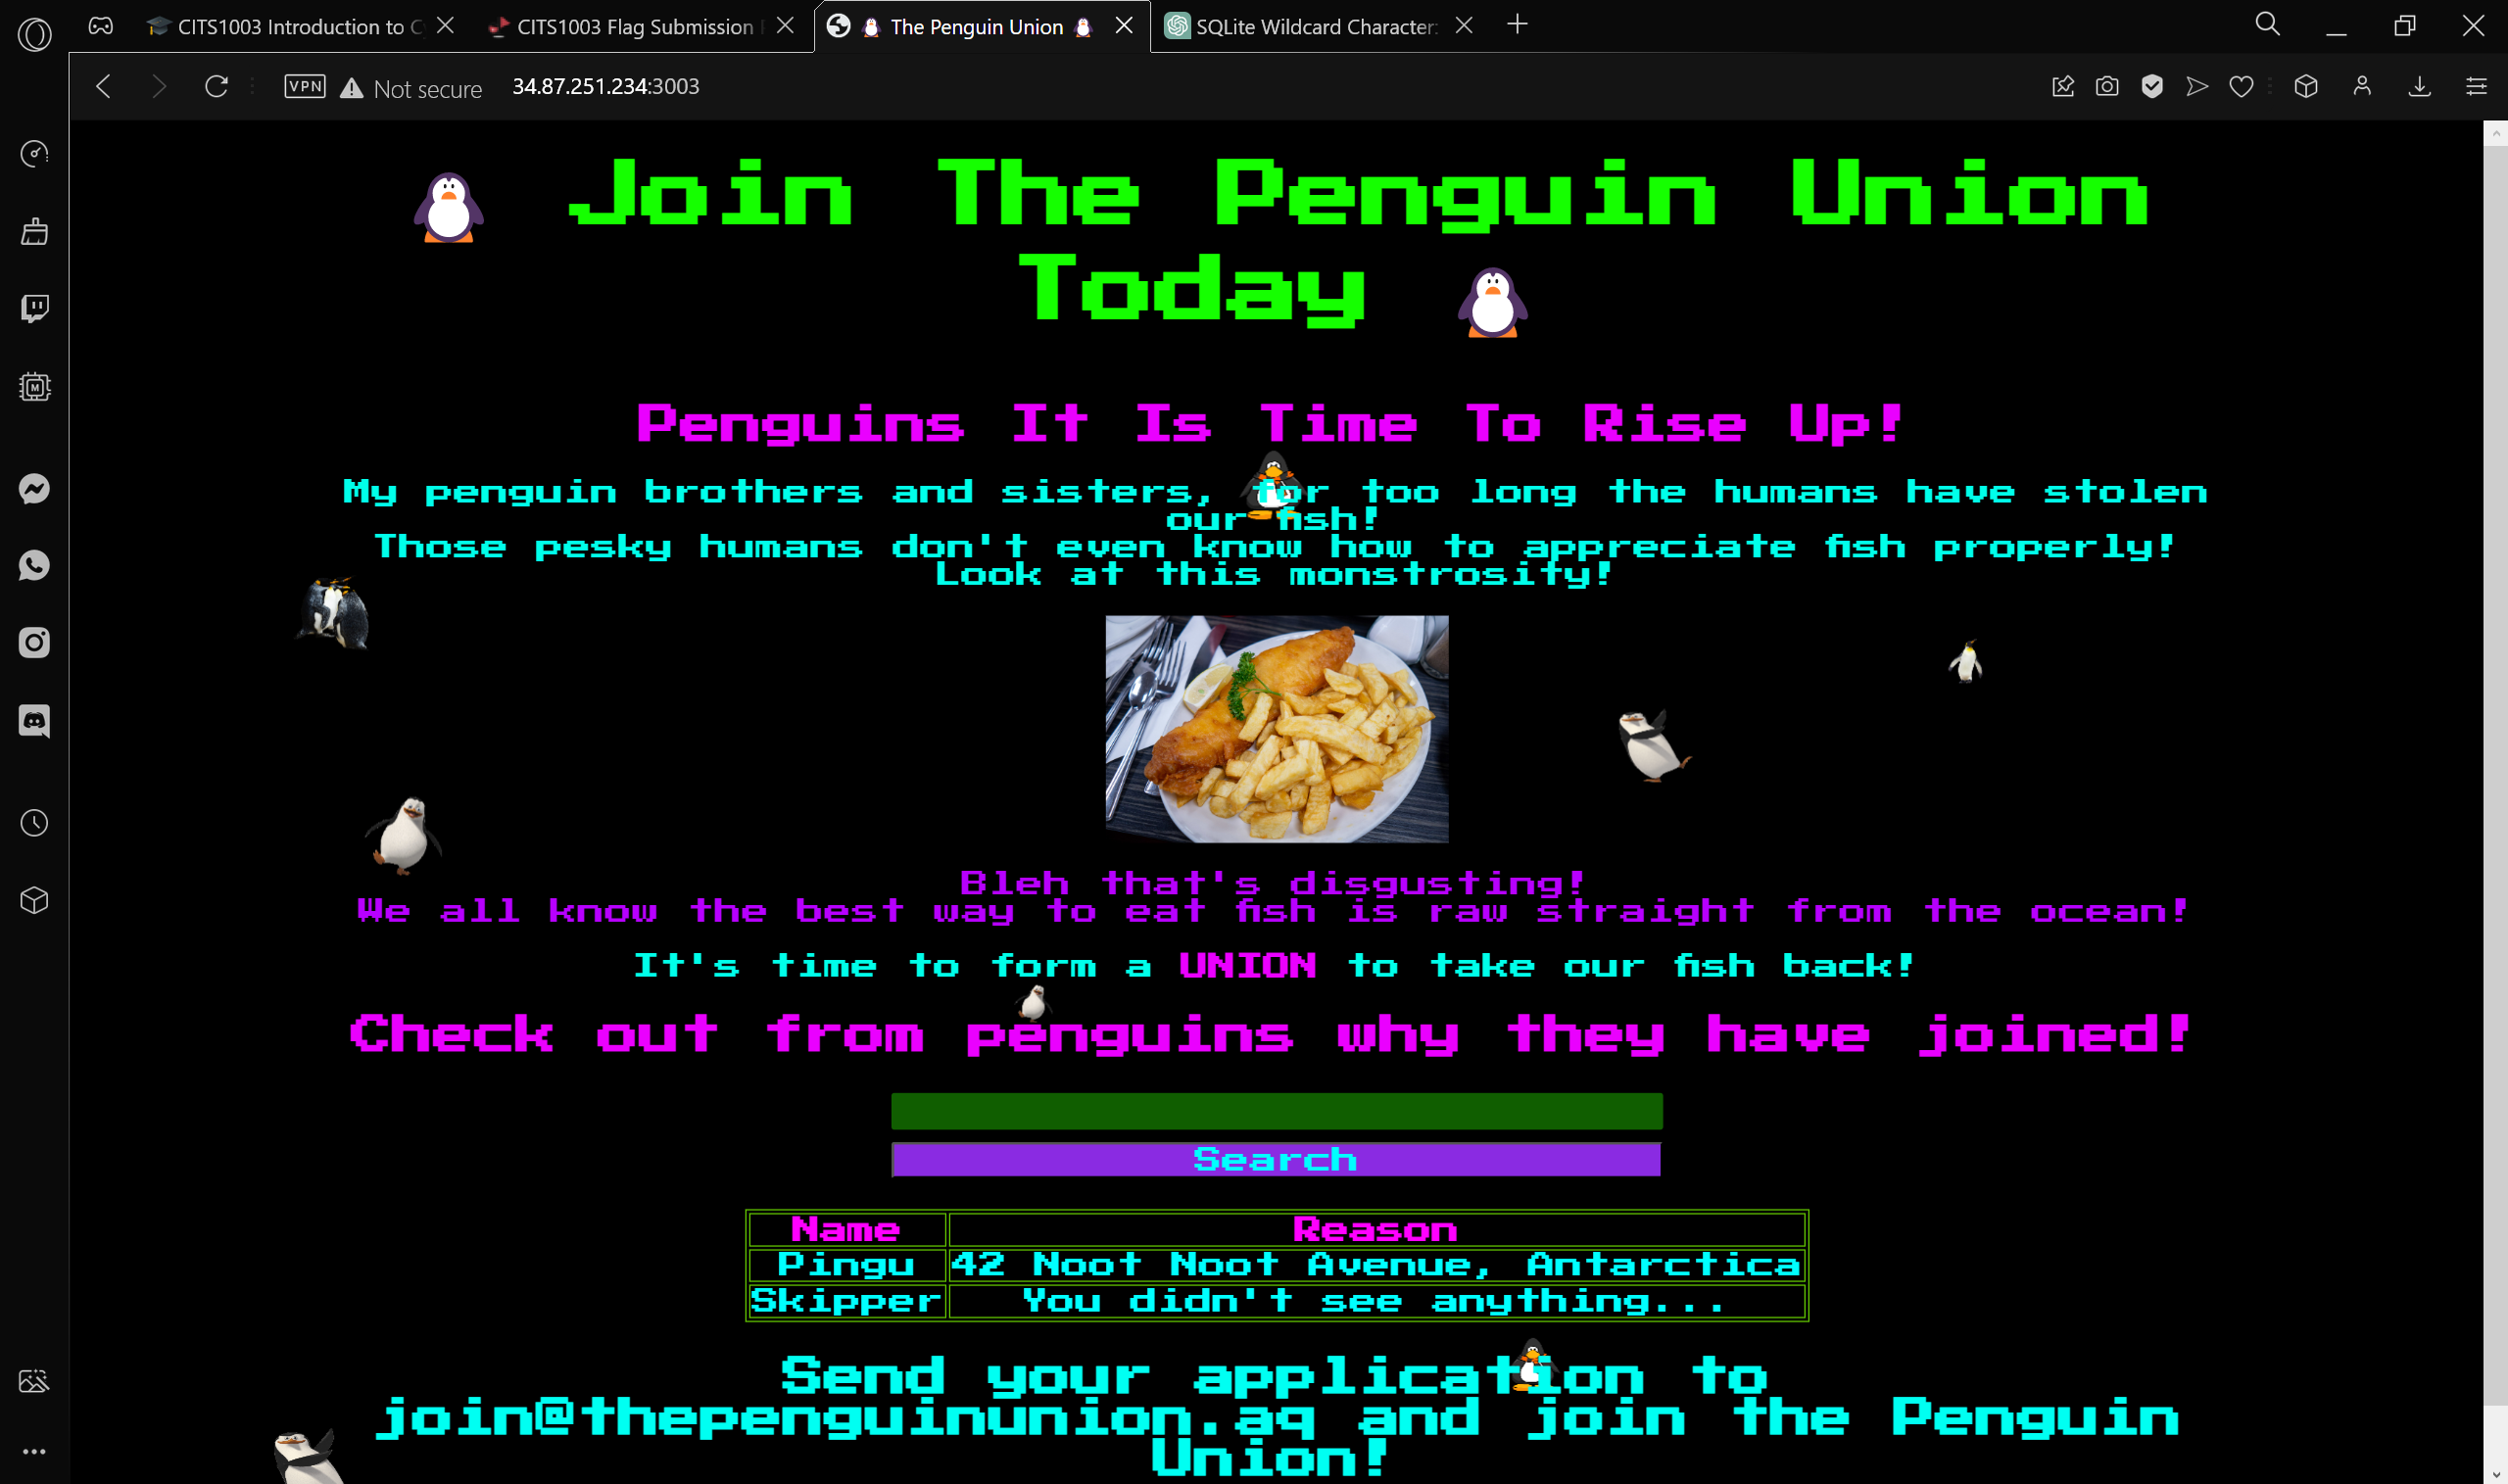 CITS1003 Introduction to C
CITS1003 Flag Submission
The Penguin Union
SQLite Wildcard Character
VPN
Not secure
34.87.251.234:3003
Join The Penguin Union
Today
Penguins It Is Time To Rise Up!
My penguin brothers and sisters, for too long the humans have stolen
our fish!
Those pesky humans don't even know how to appreciate fish properly!
Look at this monstrosity!
Bleh that's disgusting!
We all know the best way to eat fish is raw straight from the ocean!
It's time to form a UNION to take our fish back!
Check out from penguins why they have joined!
Search
Name Reason
Pingu 42 Noot Noot Avenue, Antarctica
Skipper You didn't see anything...
Send your application to
join@thepenguinunion.aq and join the Penguin
Union!